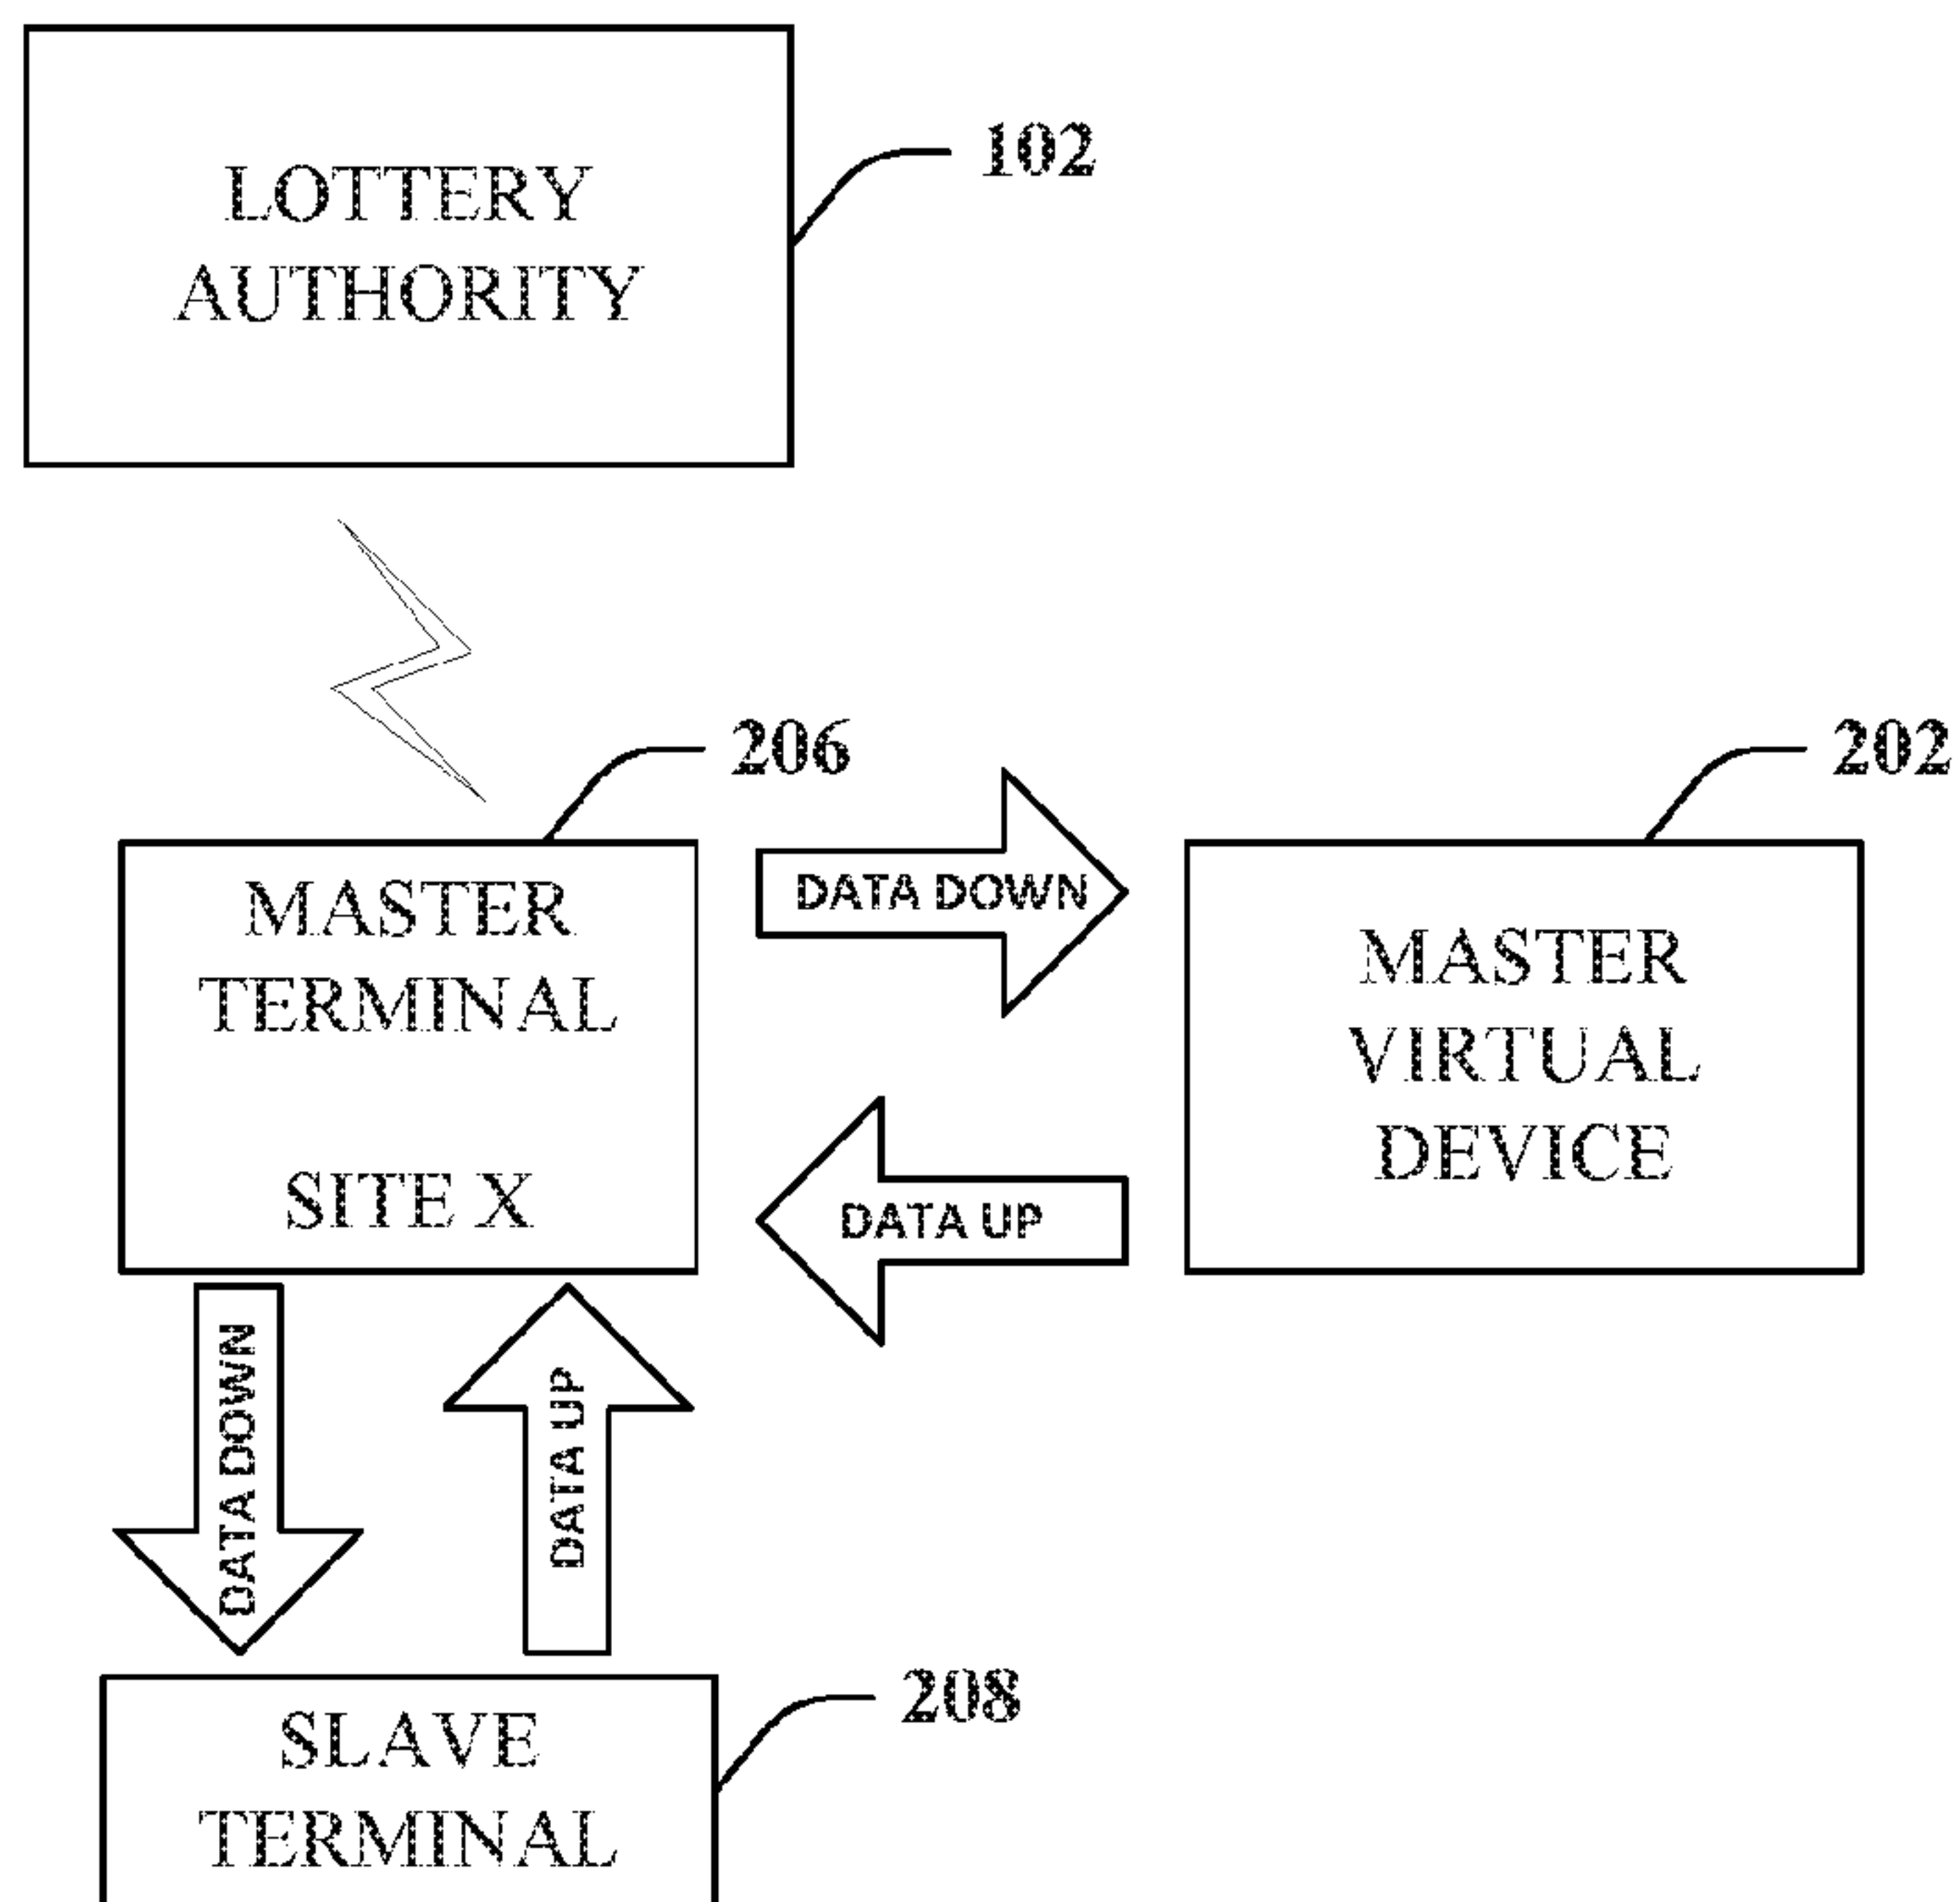 LOTTERY
AUTHORITY
102
206
202
MASTER
TERMINAL
SITE X
DATA DOWN
MASTER
VIRTUAL
DEVICE
DATA UP
DATA DOWN
DATA UP
208
SLAVE
TERMINAL